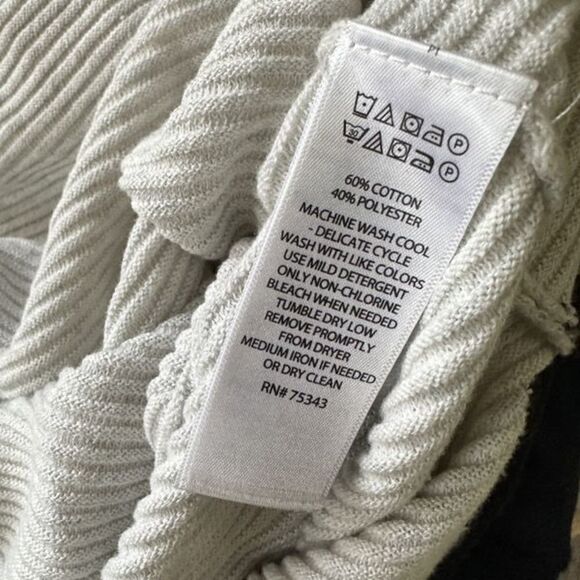 30
P
P
60% COTTON
40% POLYESTER
MACHINE WASH COOL
- DELICATE CYCLE
WASH WITH LIKE COLORS
USE MILD DETERGENT
ONLY NON-CHLORINE
BLEACH WHEN NEEDED
TUMBLE DRY LOW
REMOVE PROMPTLY
FROM DRYER
MEDIUM IRON IF NEEDED
OR DRY CLEAN
RN# 75343